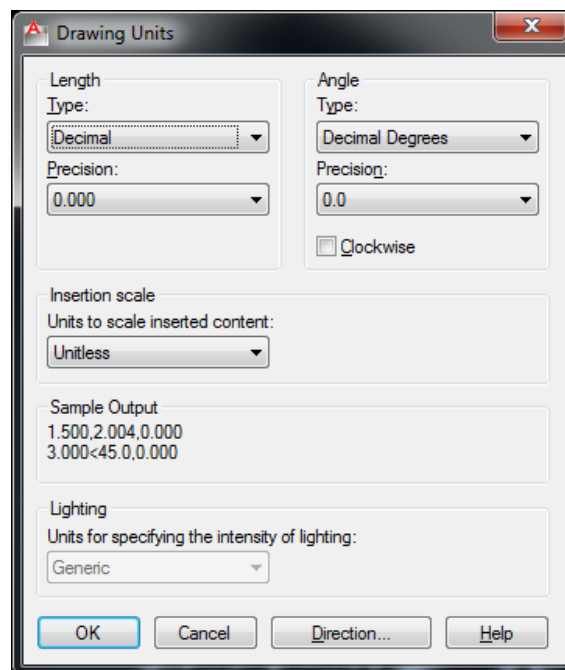 Drawing Units
Length
Type:
Decimal
Precision:
0.000
Angle
Type:
Decimal Degrees
Precision:
0.0
Clockwise
Insertion scale
Units to scale inserted content:
Unitless
Sample Output
1.500,2.004,0.000
3.000<45.0,0.000
Lighting
Units for specifying the intensity of lighting:
Generic
OK Cancel Direction... Help